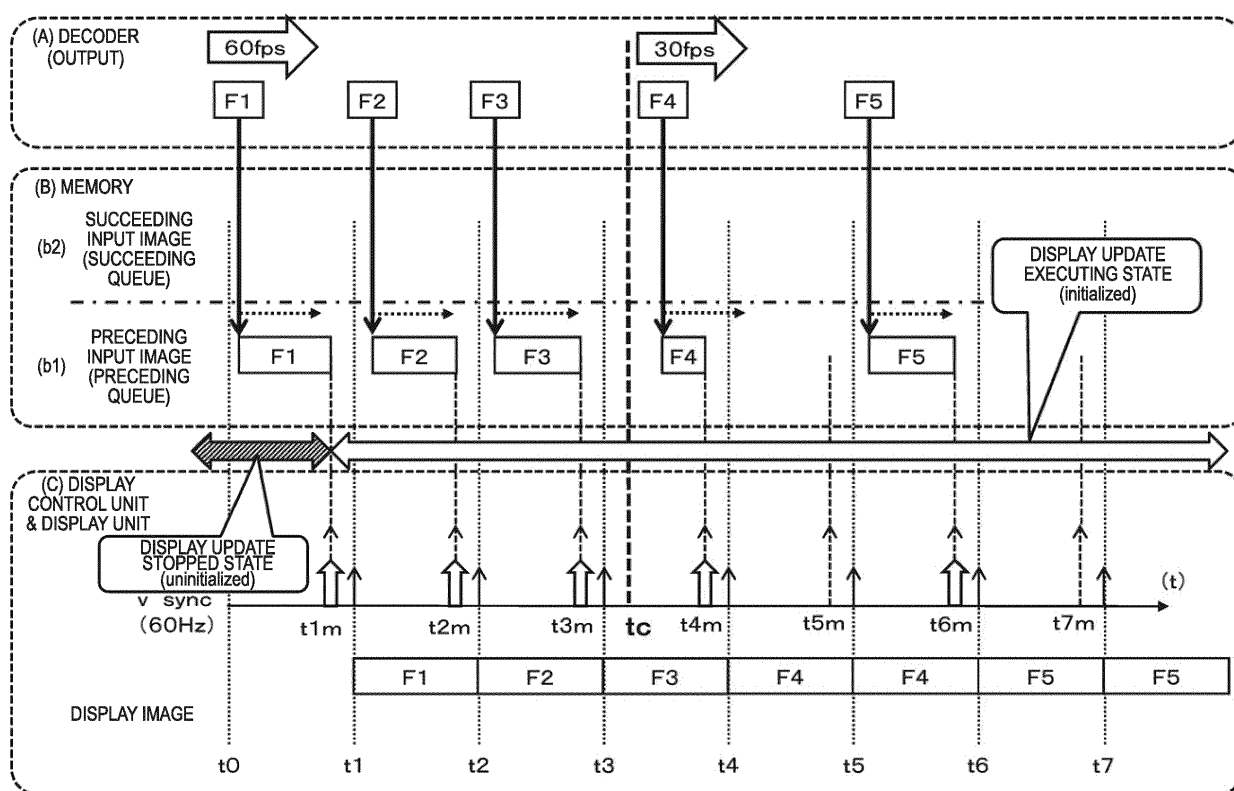 (A) DECODER
(OUTPUT)
60fps
30fps
F1
F2
F3
F4
F5
(B) MEMORY
(b2)
SUCCEEDING
INPUT IMAGE
(SUCCEEDING
QUEUE)
DISPLAY UPDATE
EXECUTING STATE
(initialized)
(b1)
PRECEDING
INPUT IMAGE
(PRECEDING
QUEUE)
F1
F2
F3
F4
F5
(C) DISPLAY
CONTROL UNIT
& DISPLAY UNIT
DISPLAY UPDATE
STOPPED STATE
(uninitialized)
v sync
(60Hz)
(t)
t1m
t2m
t3m
tc
t4m
t5m
t6m
t7m
F1
F2
F3
F4
F4
F5
F5
DISPLAY IMAGE
t0
t1
t2
t3
t4
t5
t6
t7